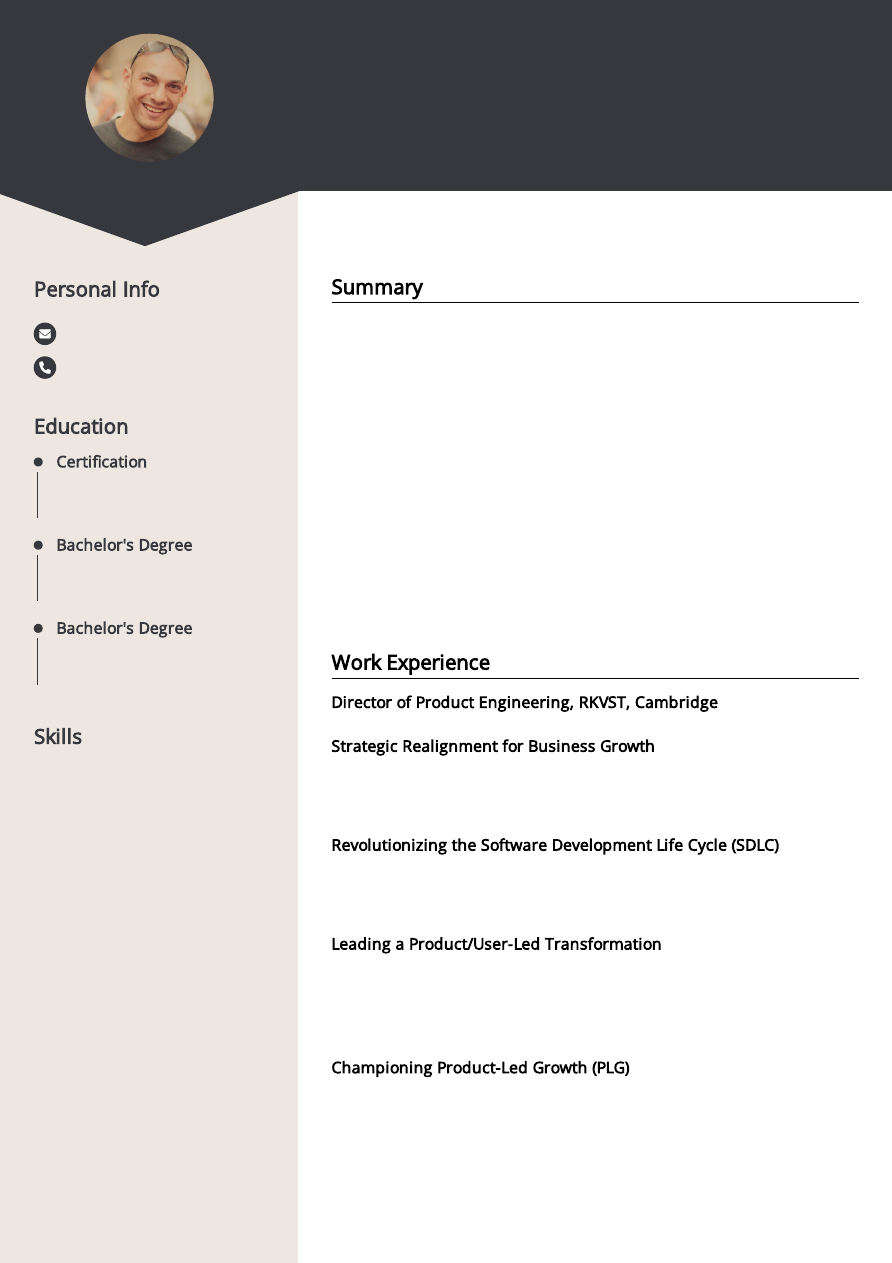 Personal Info
Education
Certification
Bachelor's Degree
Bachelor's Degree
Skills
Summary
Work Experience
Director of Product Engineering, RKVST, Cambridge
Strategic Realignment for Business Growth
Revolutionizing the Software Development Life Cycle (SDLC)
Leading a Product/User-Led Transformation
Championing Product-Led Growth (PLG)